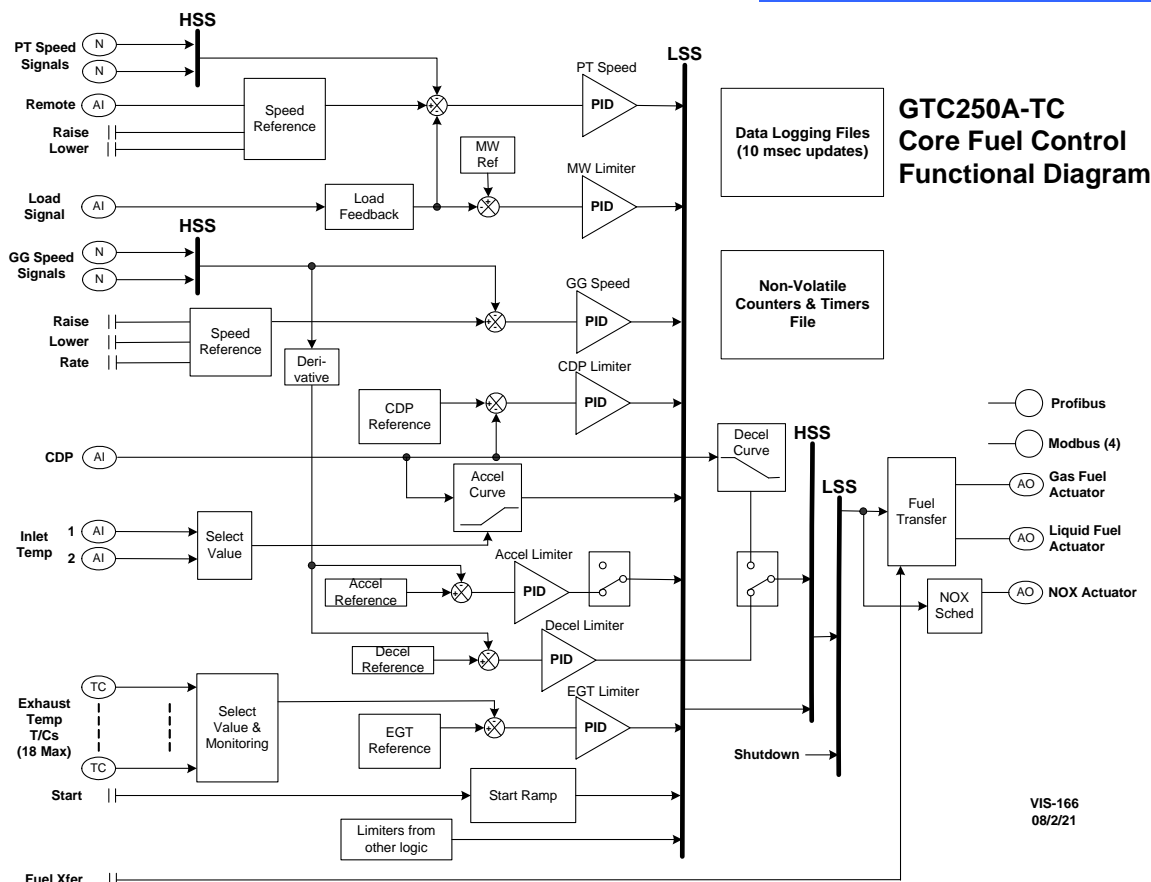 HSS
PT Speed
Signals
N
N
Remote
AI
Raise
Lower
Speed
Reference
PT Speed
PID
LSS
Data Logging Files
(10 msec updates)
GTC250A-TC
Core Fuel Control
Functional Diagram
MW
Ref
Load
Signal
AI
Load
Feedback
MW Limiter
PID
HSS
GG Speed
Signals
N
N
Non-Volatile
Counters & Timers
File
GG Speed
PID
Raise
Lower
Rate
Speed
Reference
Deri-
vative
CDP Limiter
PID
CDP
Reference
CDP
AI
Accel
Curve
Decel
Curve
HSS
LSS
Profibus
Modbus (4)
Fuel
Transfer
AO
Gas Fuel
Actuator
AO
Liquid Fuel
Actuator
NOX
Sched
AO
NOX Actuator
Inlet
Temp
1
AI
2
AI
Select
Value
Accel Limiter
PID
Accel
Reference
Decel Limiter
PID
Decel
Reference
Exhaust
Temp
T/Cs
(18 Max)
TC
TC
Select
Value &
Monitoring
EGT Limiter
PID
EGT
Reference
Shutdown
Start
Start Ramp
Limiters from
other logic
VIS-166
08/2/21
Fuel Xfer